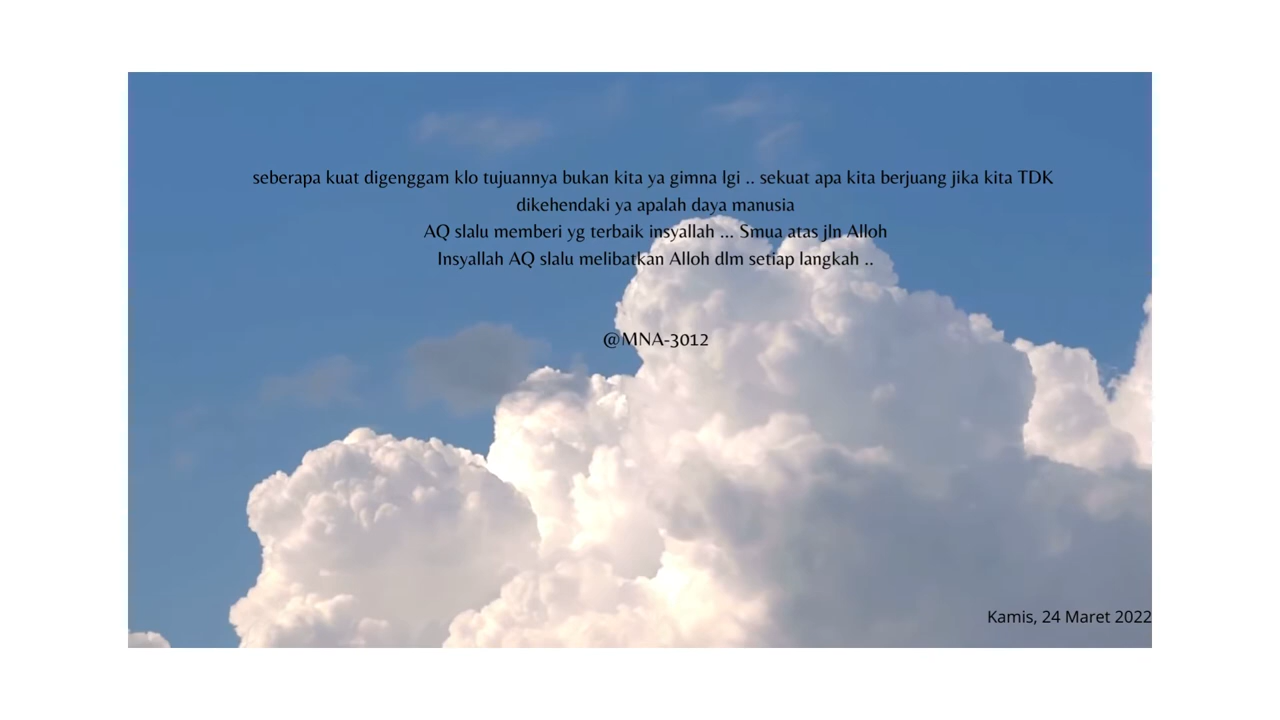 seberapa kuat digenggam klo tujuannya bukan kita ya gimna lgi .. sekuat apa kita berjuang jika kita TDK
dikehendaki ya apalah daya manusia
AQ slalu memberi yg terbaik insyallah ... Smua atas jln Alloh
Insyallah AQ slalu melibatkan Alloh dlm setiap langkah ..
@MNA-3012
Kamis, 24 Maret 2022